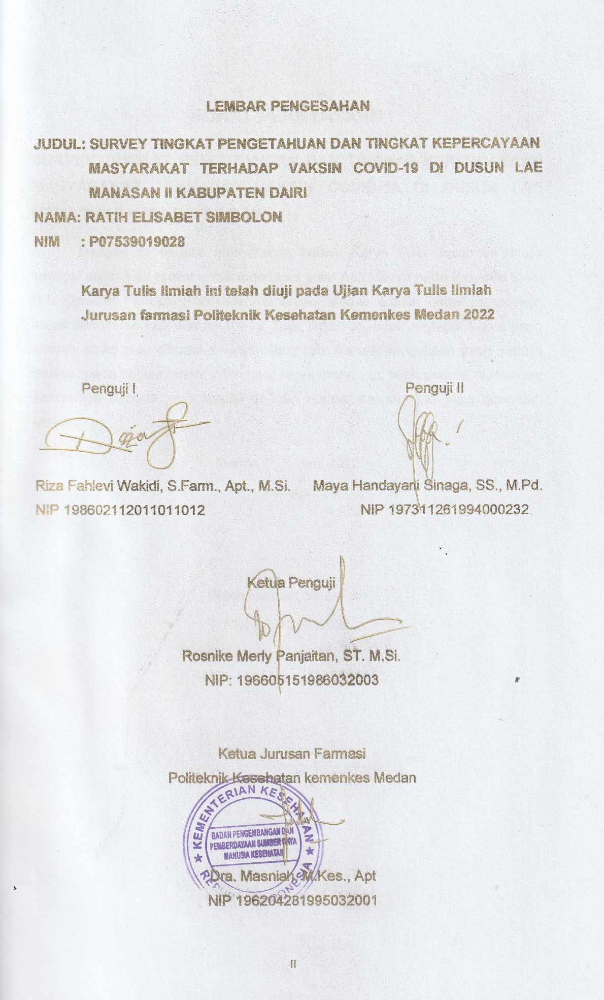 LEMBAR PENGESAHAN
JUDUL: SURVEY TINGKAT PENGETAHUAN DAN TINGKAT KEPERCAYAAN
MASYARAKAT TERHADAP VAKSIN COVID-19 DI DUSUN LAE
MANASAN II KABUPATEN DAIRI
NAMA: RATIH ELISABET SIMBOLON
NIM : P07539019028
Karya Tulis Ilmiah ini telah diuji pada Ujian Karya Tulis Ilmiah
Jurusan farmasi Politeknik Kesehatan Kemenkes Medan 2022
Penguji I Penguji II
Riza Fahlevi Wakidi, S.Farm., Apt., M.Si. Maya Handayani Sinaga, SS., M.Pd.
NIP 198602112011011012 NIP 197311261994000232
Ketua Penguji
Rosnike Merly Panjaitan, ST. M.Si.
NIP: 196605151986032003
Ketua Jurusan Farmasi
Politeknik Kesehatan kemenkes Medan
KEMENTERIAN KESEHATAN
BADAN PENGEMBANGAN DAN
PEMBERDAYAAN SUMBER DAYA
MANUSIA KESEHATAN
REPUBLIK INDONESIA
Dra. Masniah, M.Kes., Apt
NIP 196204281995032001
ii